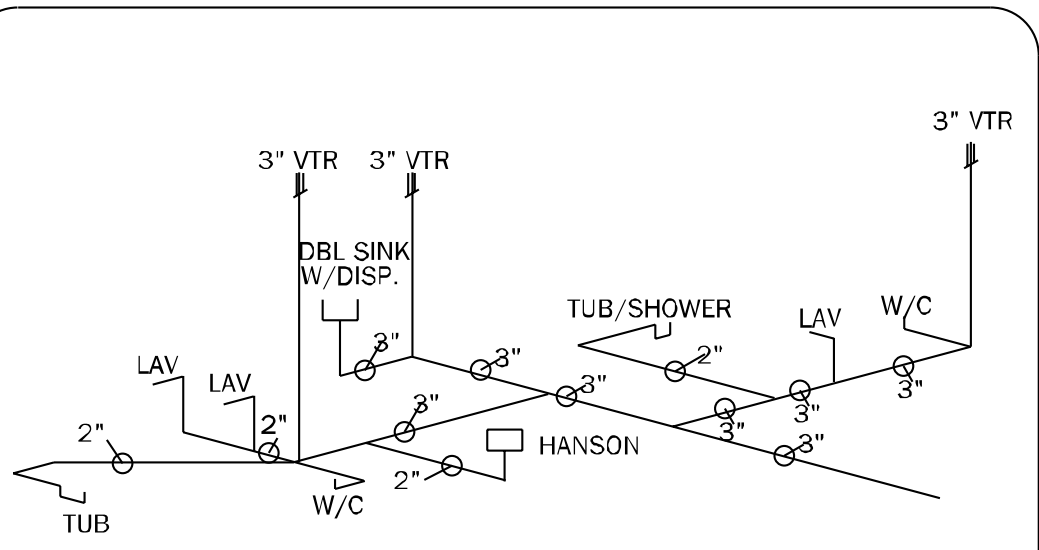 3" VTR
3" VTR
3" VTR
DBL SINK
W/DISP.
TUB/SHOWER
LAV
W/C
3"
3"
2"
LAV
LAV
3"
3"
3"
3"
3"
2"
2"
3"
HANSON
2"
W/C
TUB